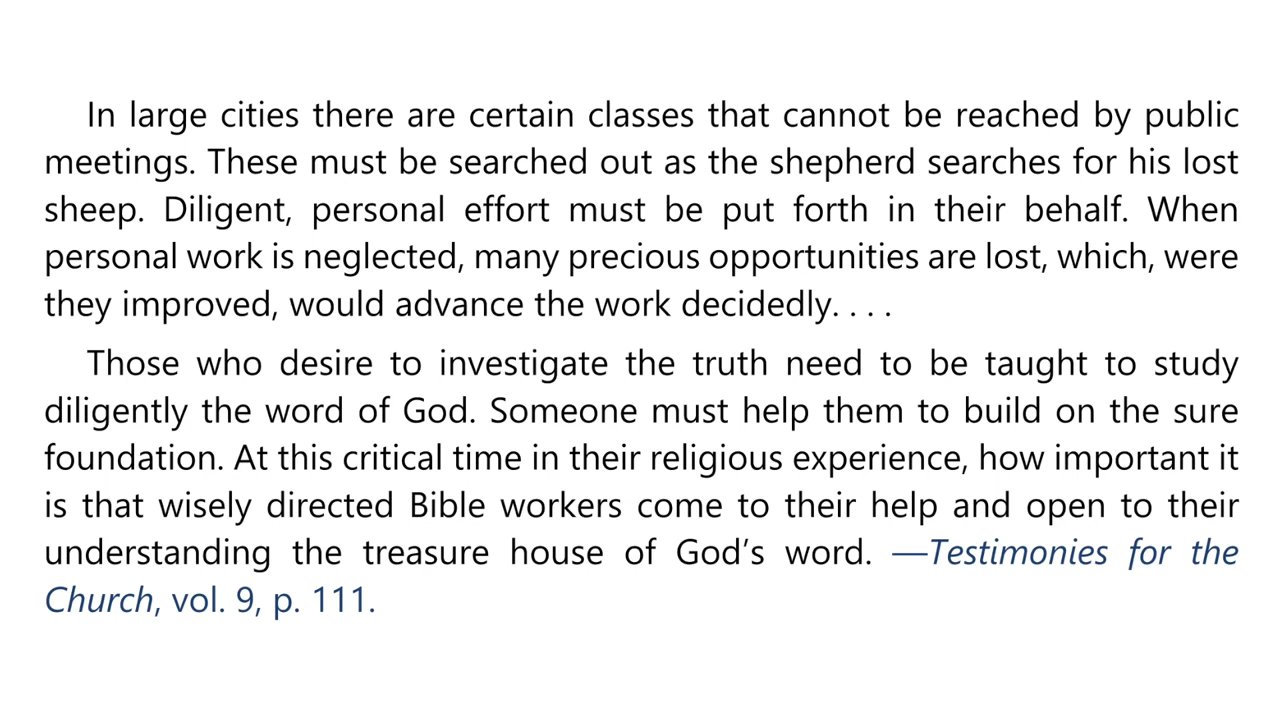 In large cities there are certain classes that cannot be reached by public
meetings. These must be searched out as the shepherd searches for his lost
sheep. Diligent, personal effort must be put forth in their behalf. When
personal work is neglected, many precious opportunities are lost, which, were
they improved, would advance the work decidedly. . . .
Those who desire to investigate the truth need to be taught to study
diligently the word of God. Someone must help them to build on the sure
foundation. At this critical time in their religious experience, how important it
is that wisely directed Bible workers come to their help and open to their
understanding the treasure house of God’s word. —Testimonies for the
Church, vol. 9, p. 111.